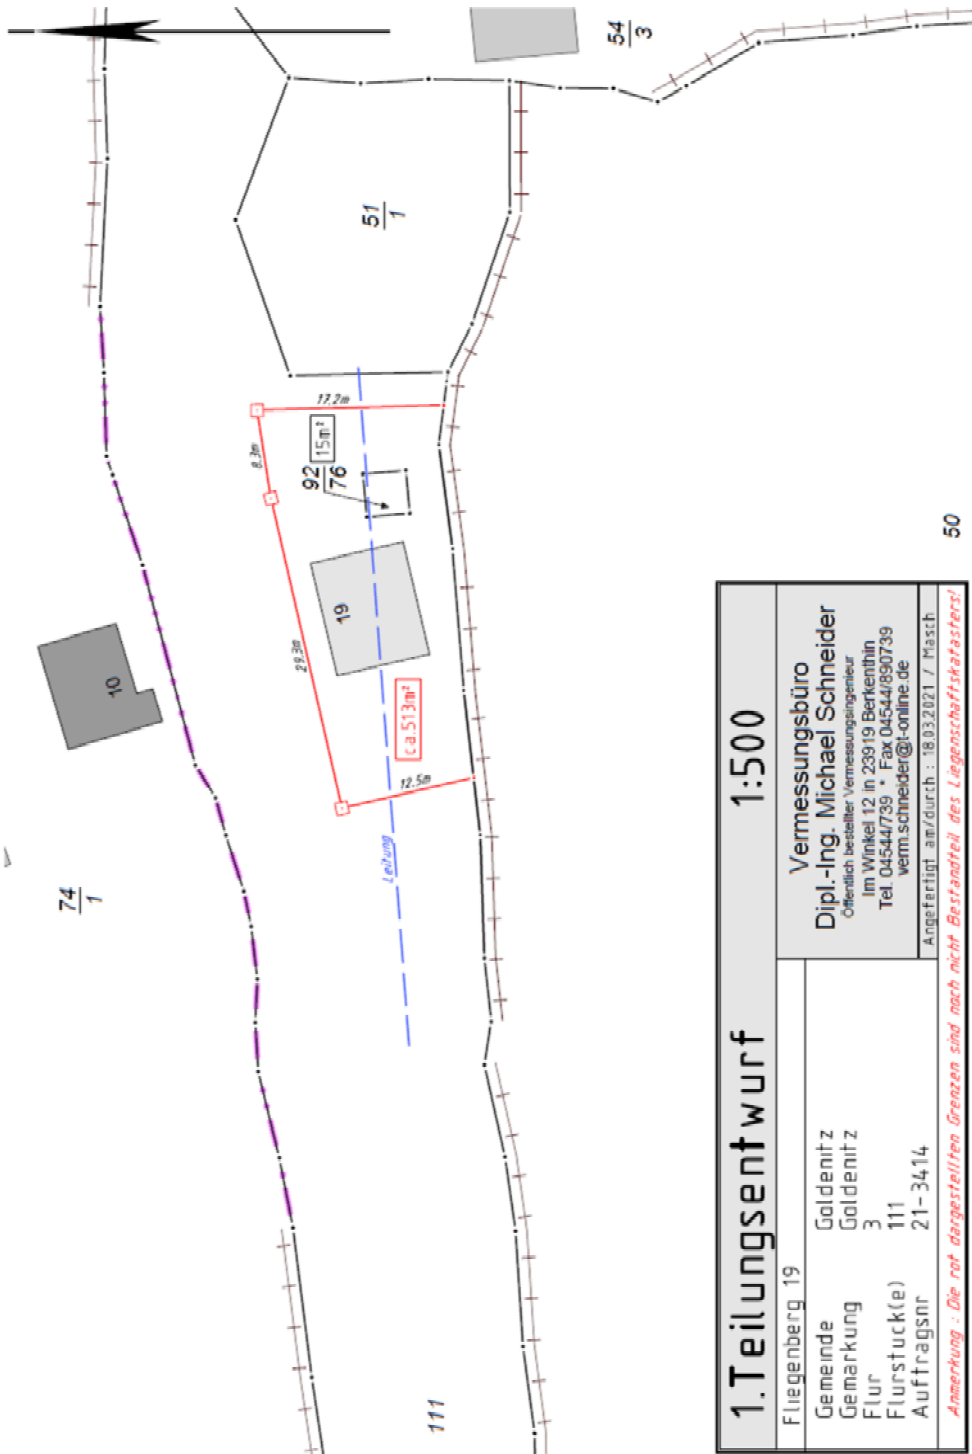 54
3
51
1
17.2m
8.3m
15m²
92
76
19
29.3m
ca.513m²
12.5m
Leitung
10
74
1
50
111
1.Teilungsentwurf 1:500
Fliegenberg 19
Gemeinde Goldenitz
Gemarkung Goldenitz
Flur 3
Flurstuck(e) 111
Auftragsnr 21-3414
Vermessungsbüro
Dipl.-Ing. Michael Schneider
Öffentlich bestellter Vermessungsingenieur
Im Winkel 12 in 23919 Berkenthin
Tel. 04544/739 * Fax 04544/890739
verm.schneider@t-online.de
Angefertigt am/durch : 18.03.2021 / Masch
Anmerkung : Die rot dargestellten Grenzen sind noch nicht Bestandteil des Liegenschaftskatasters!